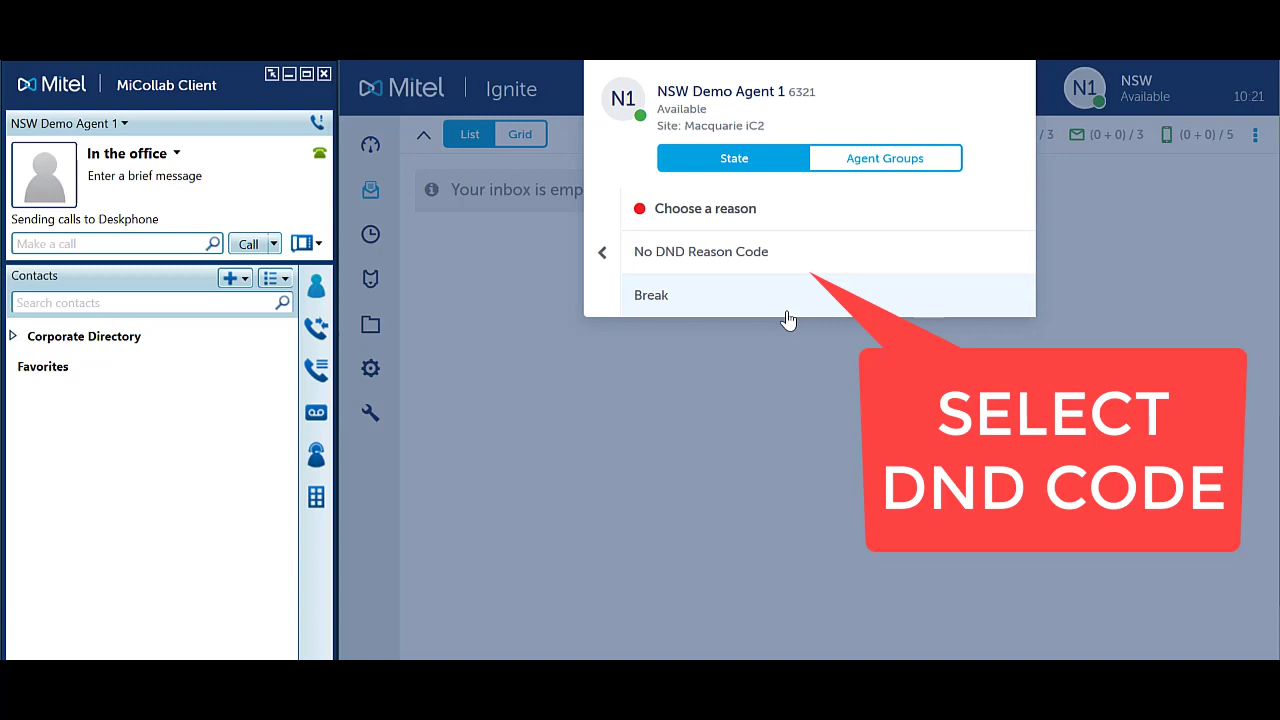 Mitel | MiCollab Client
NSW Demo Agent 1
In the office
Enter a brief message
Sending calls to Deskphone
Make a call
Call
Contacts
Search contacts
Corporate Directory
Favorites
Mitel | Ignite
List Grid
Your inbox is emp
N1
NSW Demo Agent 1 6321
Available
Site: Macquarie iC2
State Agent Groups
Choose a reason
No DND Reason Code
Break
N1
NSW
Available
10:21
/ 3 (0 + 0) / 3 (0 + 0) / 5
SELECT
DND CODE